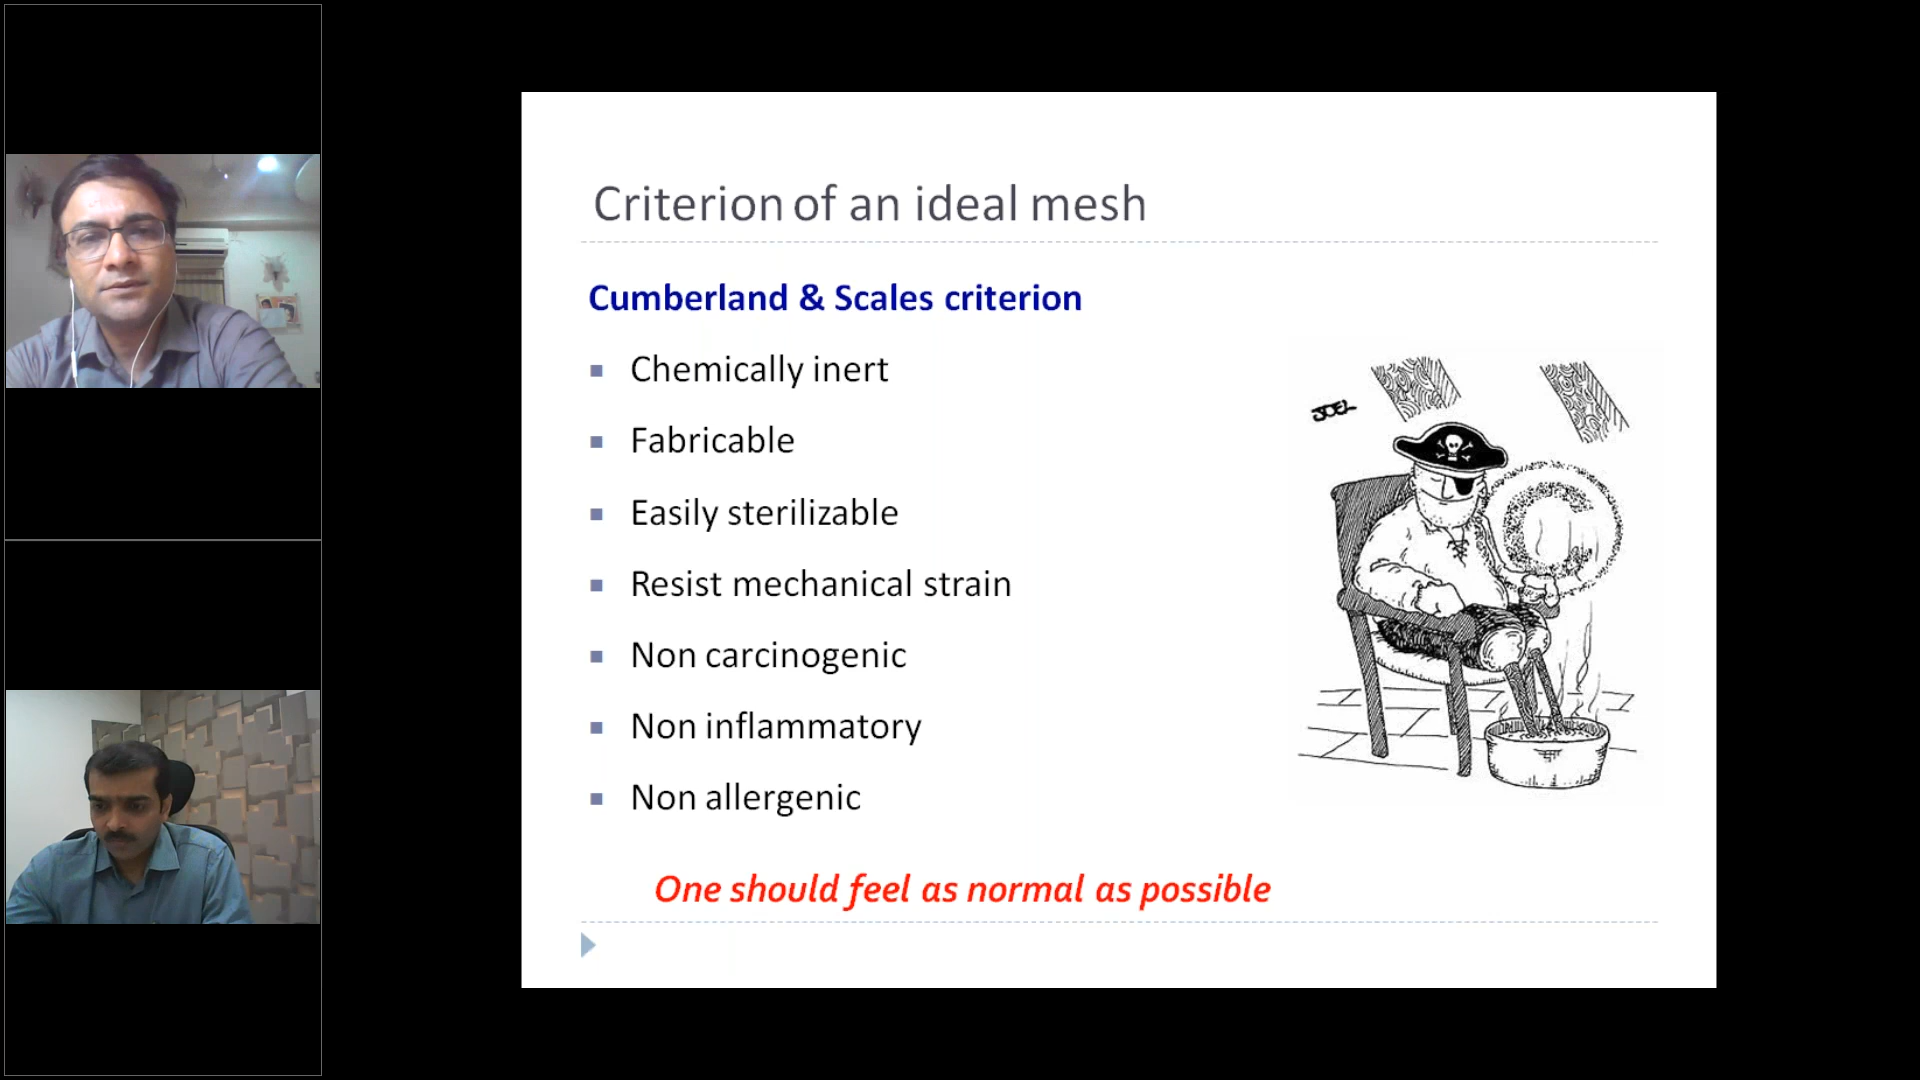 Criterion of an ideal mesh
Cumberland & Scales criterion
Chemically inert
Fabricable
Easily sterilizable
Resist mechanical strain
Non carcinogenic
Non inflammatory
Non allergenic
One should feel as normal as possible
JOEL